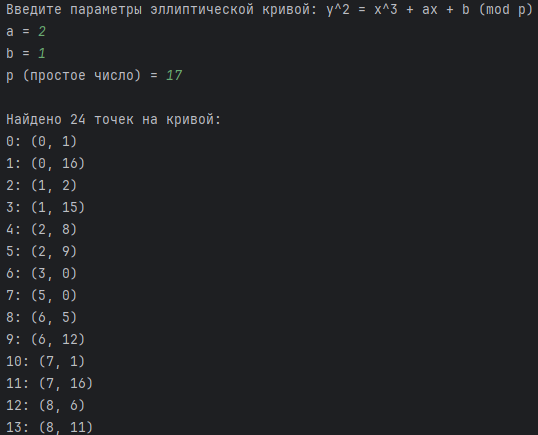 Введите параметры эллиптической кривой: y^2 = x^3 + ax + b (mod p)
a = 2
b = 1
p (простое число) = 17
Найдено 24 точек на кривой:
0: (0, 1)
1: (0, 16)
2: (1, 2)
3: (1, 15)
4: (2, 8)
5: (2, 9)
6: (3, 0)
7: (5, 0)
8: (6, 5)
9: (6, 12)
10: (7, 1)
11: (7, 16)
12: (8, 6)
13: (8, 11)